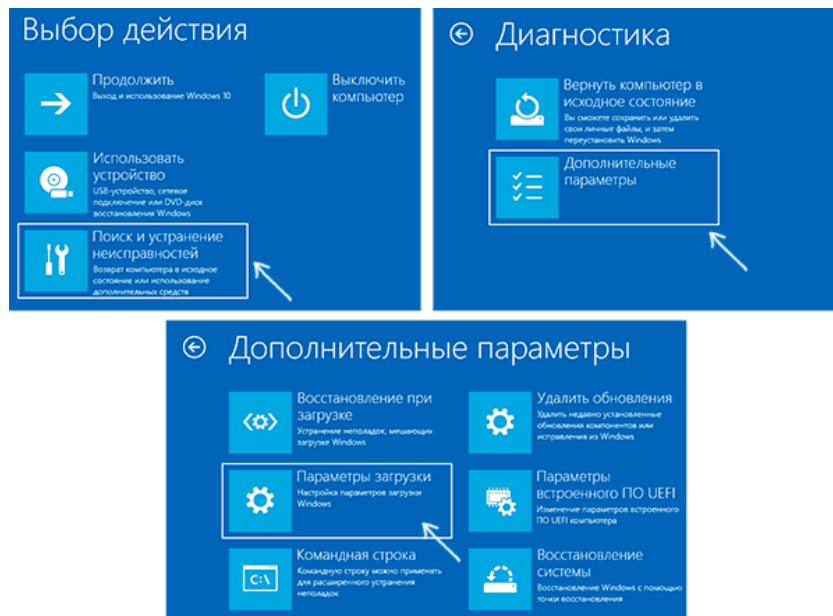 Выбор действия
Продолжить
Выход и использование Windows 10
Выключить
компьютер
Использовать
устройство
USB-устройство, сетевое
подключение или DVD-диск
восстановления Windows
Поиск и устранение
неисправностей
Возврат компьютера в исходное
состояние или использование
дополнительных средств
Диагностика
Вернуть компьютер в
исходное состояние
Вы сможете сохранить или удалить
свои личные файлы, и затем
переустановить Windows.
Дополнительные
параметры
Дополнительные параметры
Восстановление при
загрузке
Устранение неполадок, мешающих
загрузке Windows
Удалить обновления
Удалить недавно установленные
обновления компонентов или
исправления из Windows
Параметры загрузки
Настройка параметров загрузки
Windows
Параметры
встроенного ПО UEFI
Изменение параметров встроенного
ПО UEFI компьютера
C:\
Командная строка
Командную строку можно применять
для расширенного устранения
неполадок
Восстановление
системы
Восстановление Windows с помощью
точки восстановления